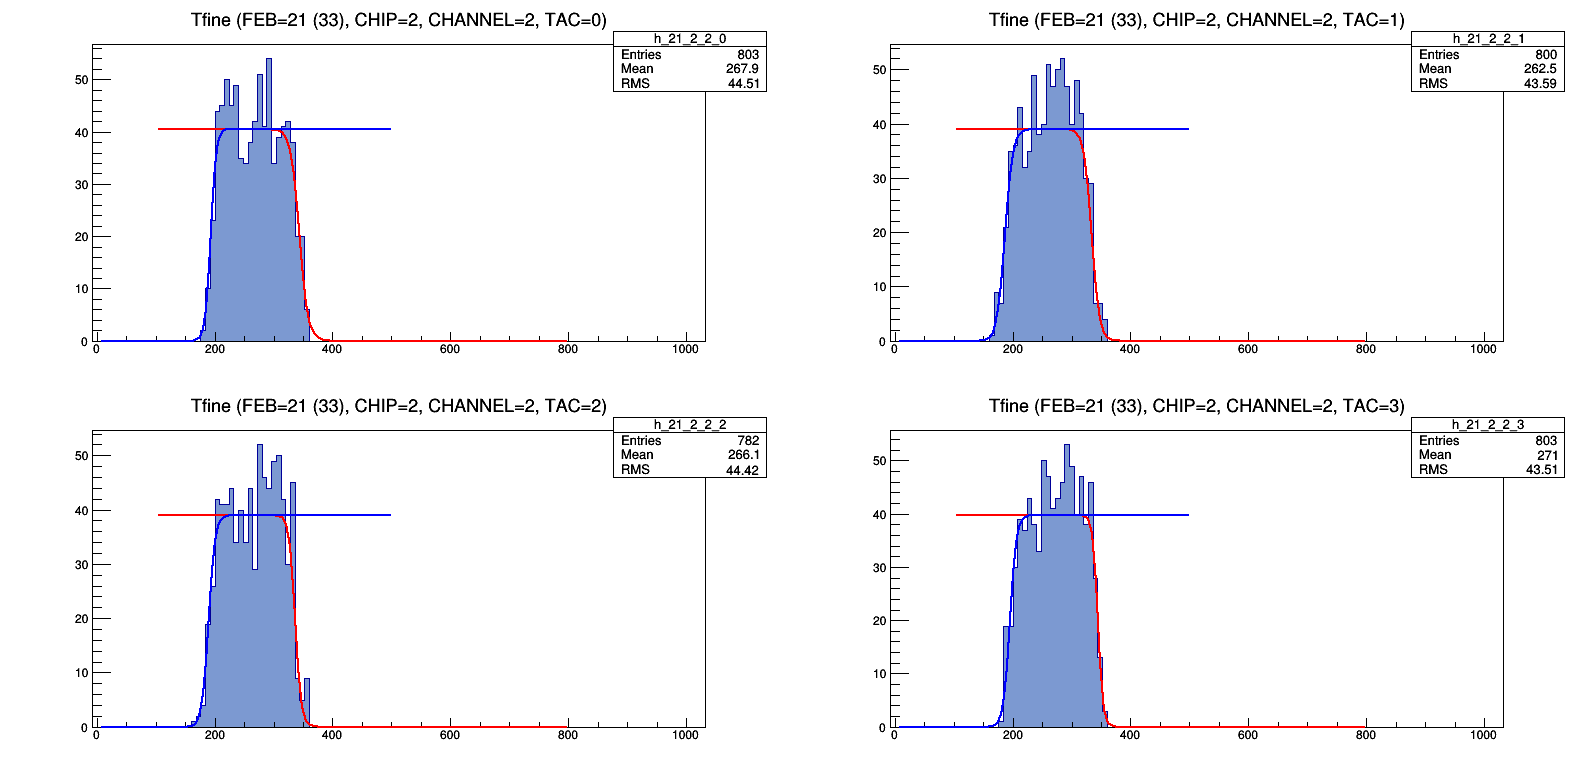 Tfine (FEB=21 (33), CHIP=2, CHANNEL=2, TAC=0)
h_21_2_2_0
Entries 803
Mean 267.9
RMS 44.51
50
40
30
20
10
0
0 200 400 600 800 1000
Tfine (FEB=21 (33), CHIP=2, CHANNEL=2, TAC=1)
h_21_2_2_1
Entries 800
Mean 262.5
RMS 43.59
50
40
30
20
10
0
0 200 400 600 800 1000
Tfine (FEB=21 (33), CHIP=2, CHANNEL=2, TAC=2)
h_21_2_2_2
Entries 782
Mean 266.1
RMS 44.42
50
40
30
20
10
0
0 200 400 600 800 1000
Tfine (FEB=21 (33), CHIP=2, CHANNEL=2, TAC=3)
h_21_2_2_3
Entries 803
Mean 271
RMS 43.51
50
40
30
20
10
0
0 200 400 600 800 1000